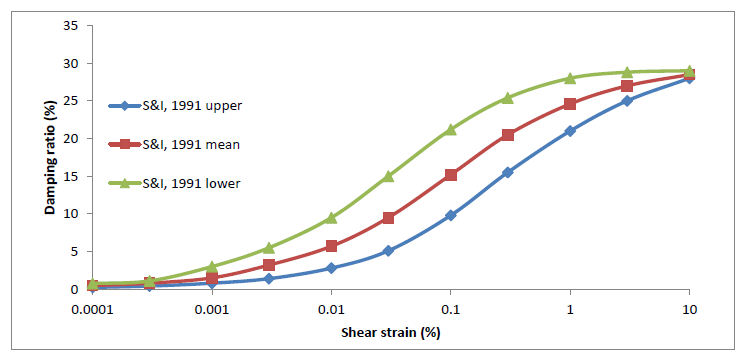 35
30
25
20
15
10
5
0
Damping ratio (%)
S&I, 1991 upper
S&I, 1991 mean
S&I, 1991 lower
0.0001 0.001 0.01 0.1 1 10
Shear strain (%)